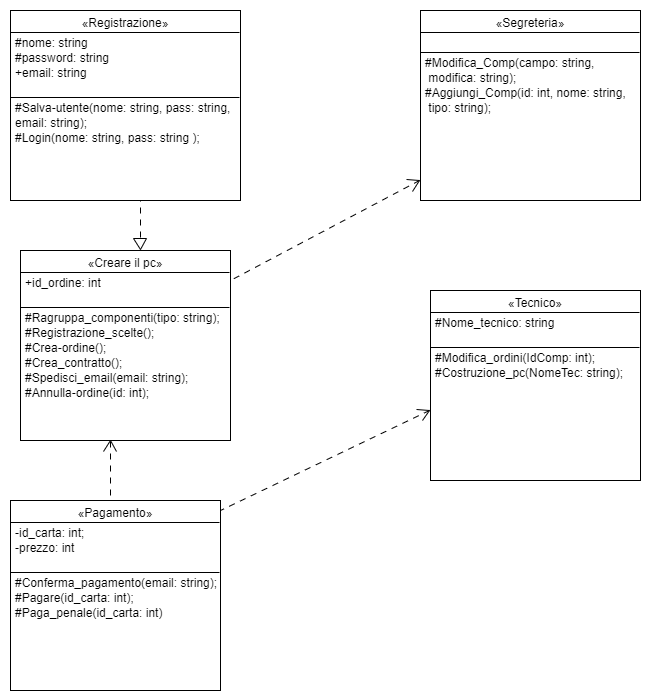 «Registrazione»
#nome: string
#password: string
+email: string
#Salva-utente(nome: string, pass: string,
email: string);
#Login(nome: string, pass: string );
«Segreteria»
#Modifica_Comp(campo: string,
modifica: string);
#Aggiungi_Comp(id: int, nome: string,
tipo: string);
«Creare il pc»
+id_ordine: int
#Ragruppa_componenti(tipo: string);
#Registrazione_scelte();
#Crea-ordine();
#Crea_contratto();
#Spedisci_email(email: string);
#Annulla-ordine(id: int);
«Tecnico»
#Nome_tecnico: string
#Modifica_ordini(IdComp: int);
#Costruzione_pc(NomeTec: string);
«Pagamento»
-id_carta: int;
-prezzo: int
#Conferma_pagamento(email: string);
#Pagare(id_carta: int);
#Paga_penale(id_carta: int)